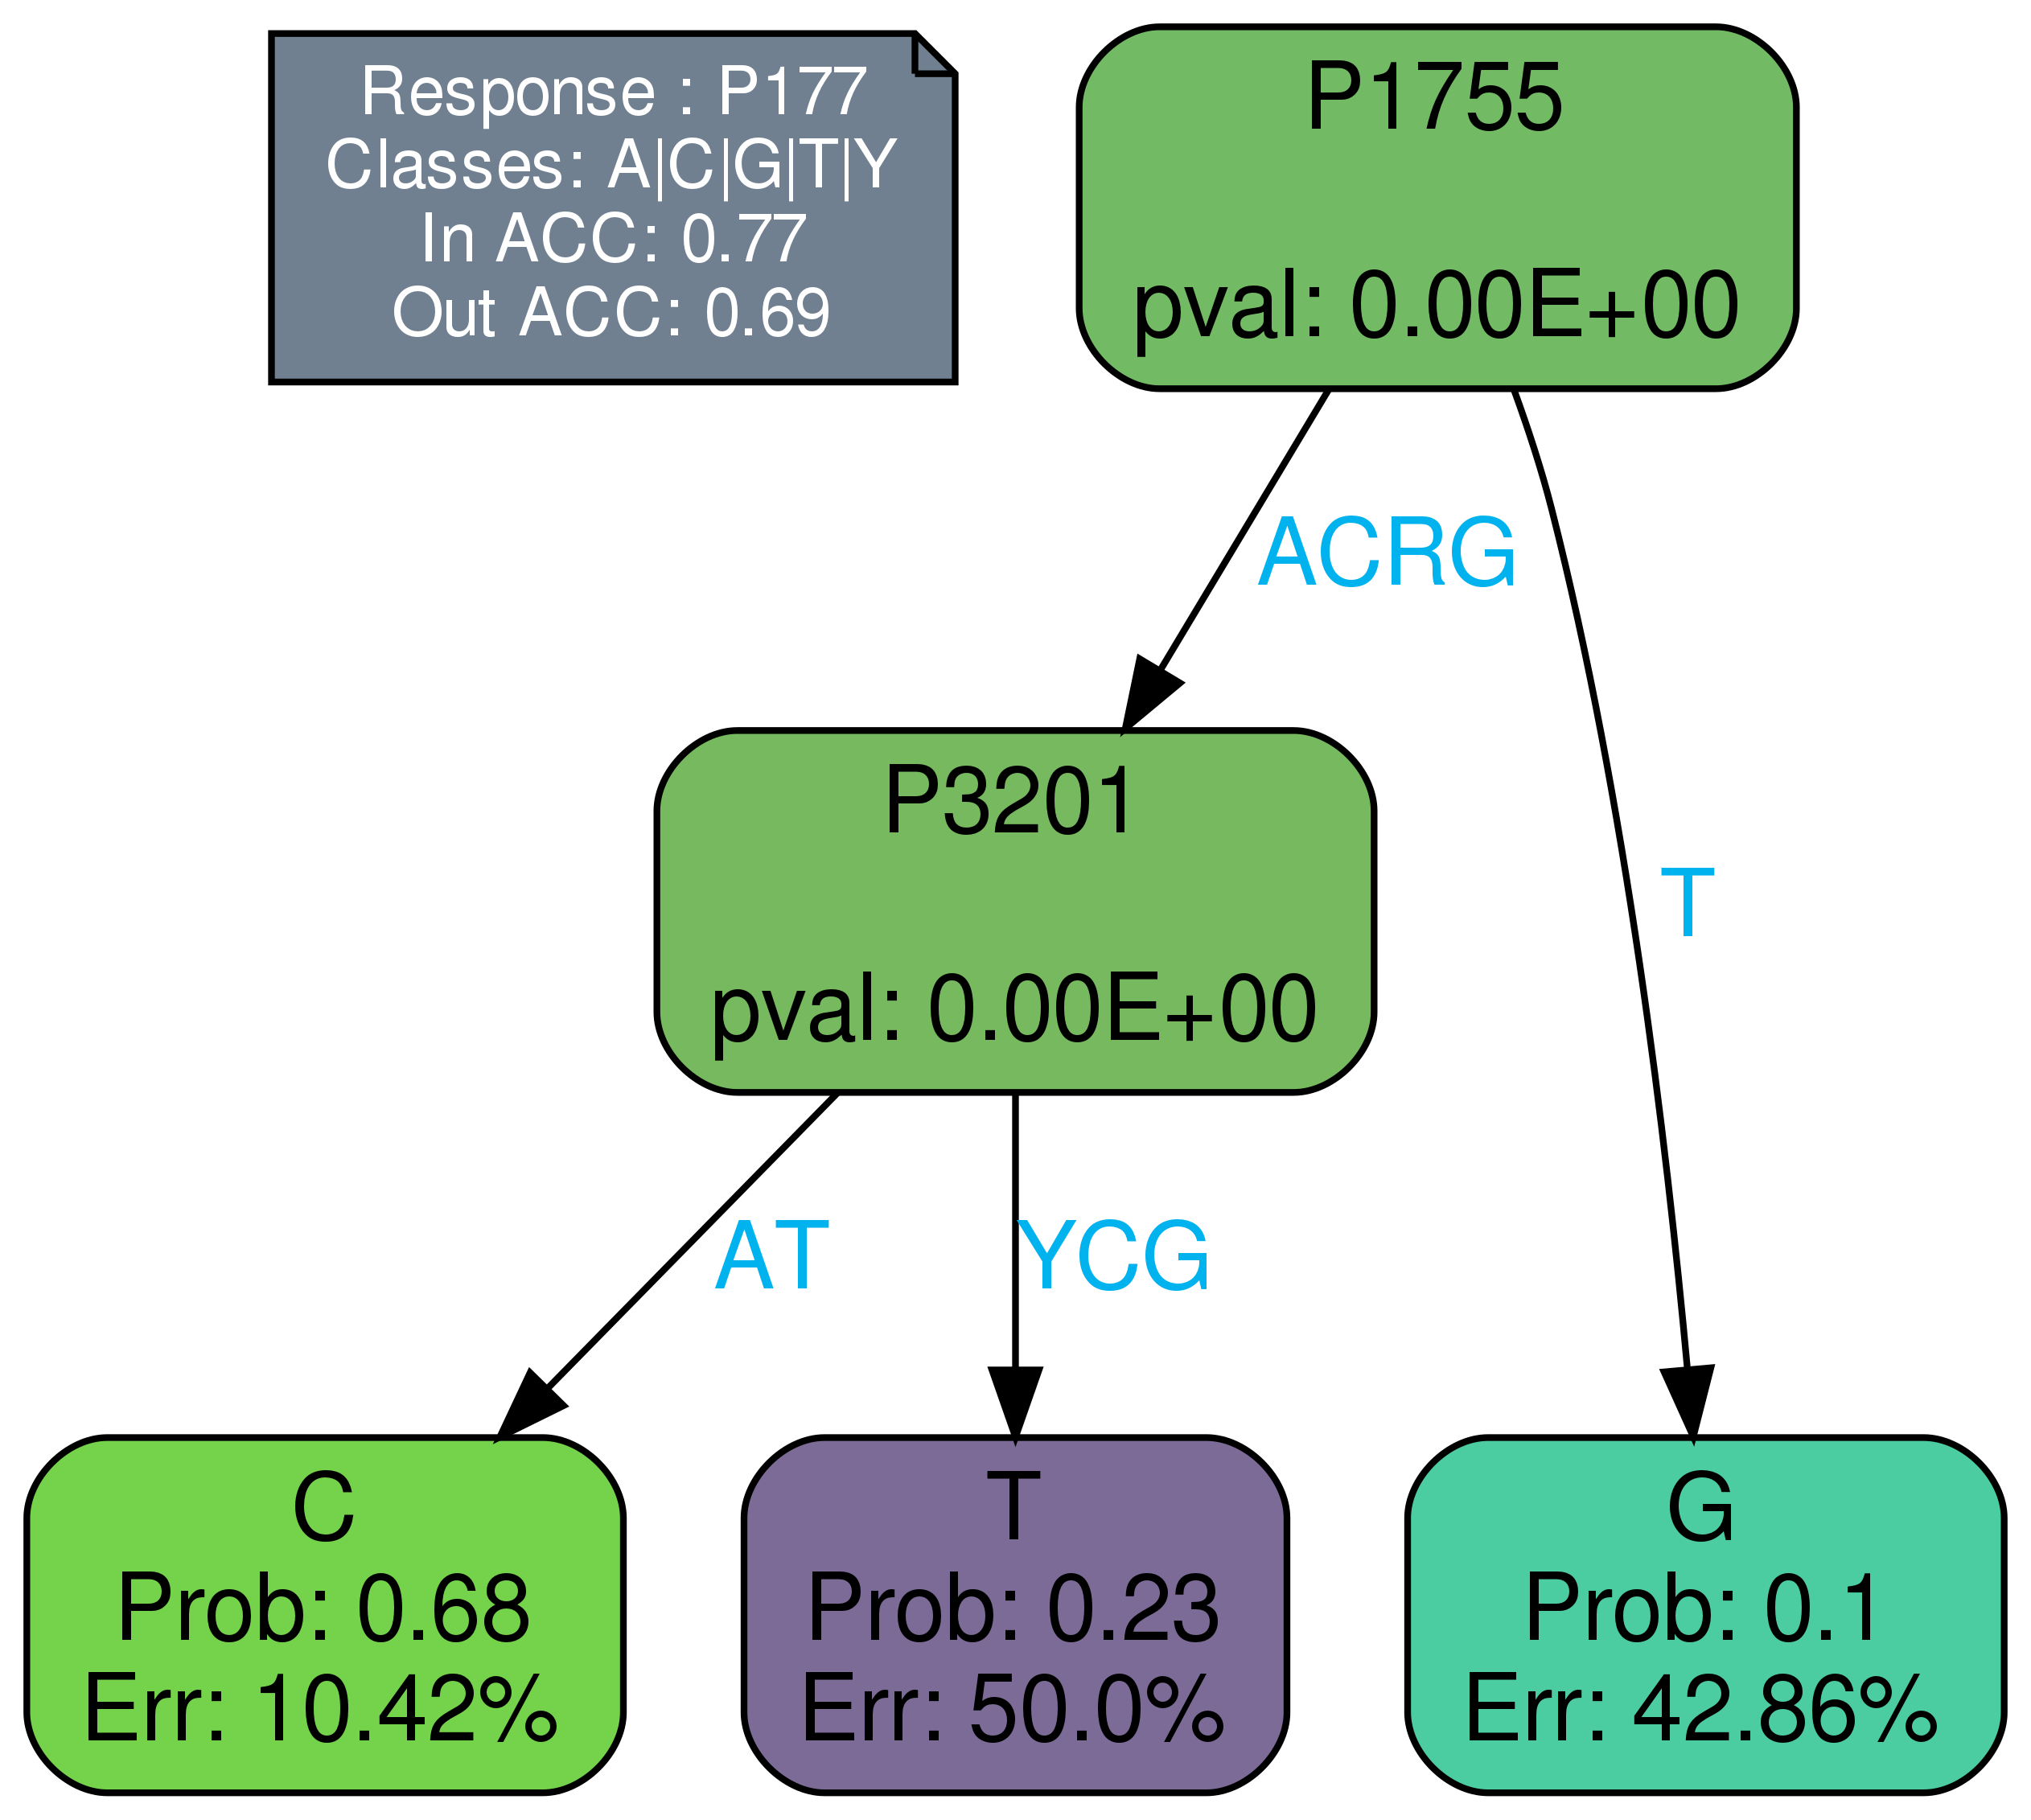 Response : P177
Classes: A|C|G|T|Y
In ACC: 0.77
Out ACC: 0.69
P1755
pval: 0.00E+00
ACRG
T
P3201
pval: 0.00E+00
AT
YCG
C
Prob: 0.68
Err: 10.42%
T
Prob: 0.23
Err: 50.0%
G
Prob: 0.1
Err: 42.86%